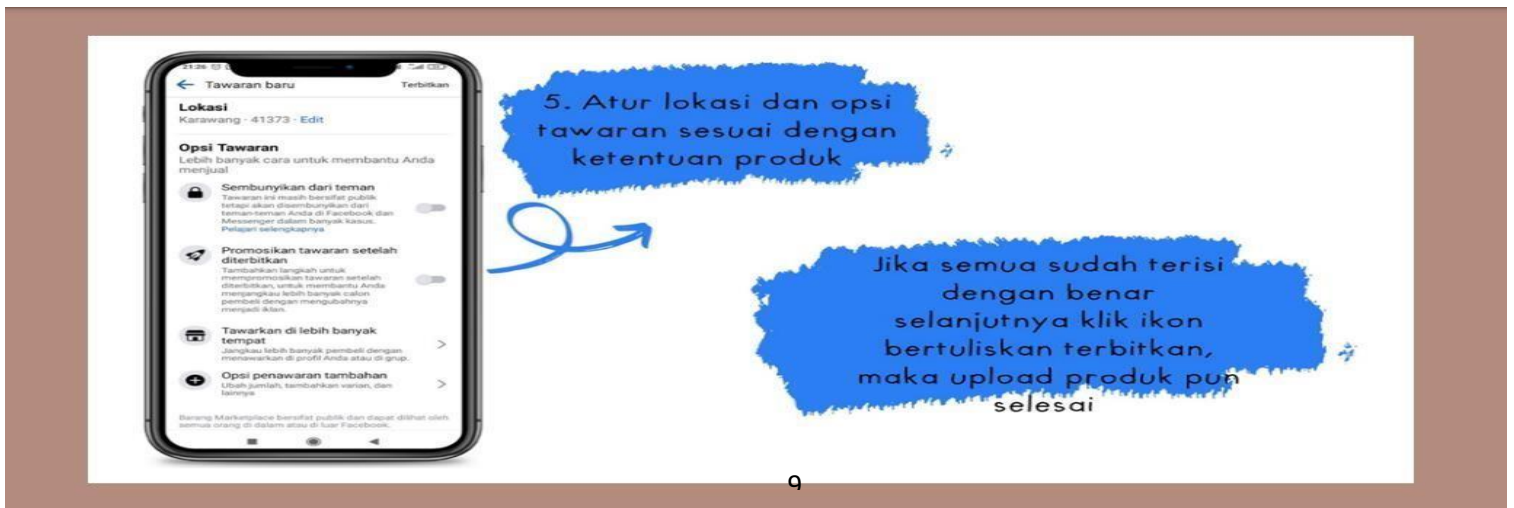 21:26
Tawaran baru
Terbitkan
Lokasi
Karawang · 41373 · Edit
Opsi Tawaran
Lebih banyak cara untuk membantu Anda
menjual
Sembunyikan dari teman
Tawaran ini masih bersifat publik
tetapi akan disembunyikan dari
teman-teman Anda di Facebook dan
Messenger dalam banyak kasus.
Pelajari selengkapnya
Promosikan tawaran setelah
diterbitkan
Tambahkan langkah untuk
mempromosikan tawaran setelah
diterbitkan, untuk membantu Anda
menjangkau lebih banyak calon
pembeli dengan mengubahnya
menjadi iklan.
Tawarkan di lebih banyak
tempat
Jangkau lebih banyak pembeli dengan
menawarkan di profil Anda atau di grup.
Opsi penawaran tambahan
Ubah jumlah, tambahkan varian, dan
lainnya
Barang Marketplace bersifat publik dan dapat dilihat oleh
semua orang di dalam atau di luar Facebook.
5. Atur lokasi dan opsi
tawaran sesuai dengan
ketentuan produk
Jika semua sudah terisi
dengan benar
selanjutnya klik ikon
bertuliskan terbitkan,
maka upload produk pun
selesai
9